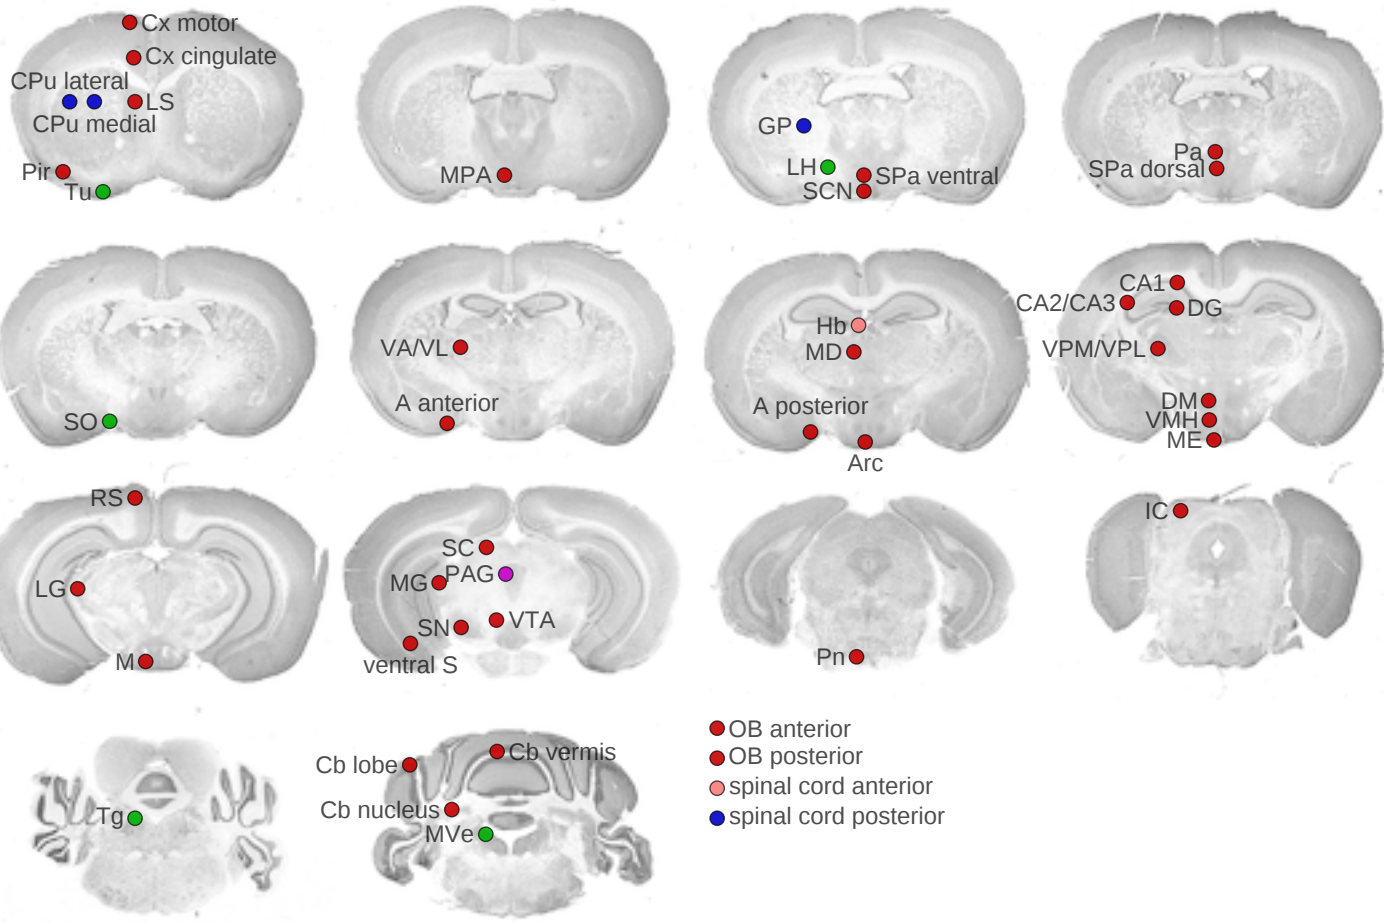 Cx motor
Cx cingulate
CPu lateral
LS
CPu medial
Pir
Tu
MPA
GP
LH
SPa ventral
SCN
Pa
SPa dorsal
SO
VA/VL
A anterior
Hb
MD
A posterior
Arc
CA1
CA2/CA3
DG
VPM/VPL
DM
VMH
ME
RS
LG
M
SC
MG
PAG
SN
VTA
ventral S
Pn
IC
Tg
Cb lobe
Cb vermis
Cb nucleus
MVe
OB anterior
OB posterior
spinal cord anterior
spinal cord posterior